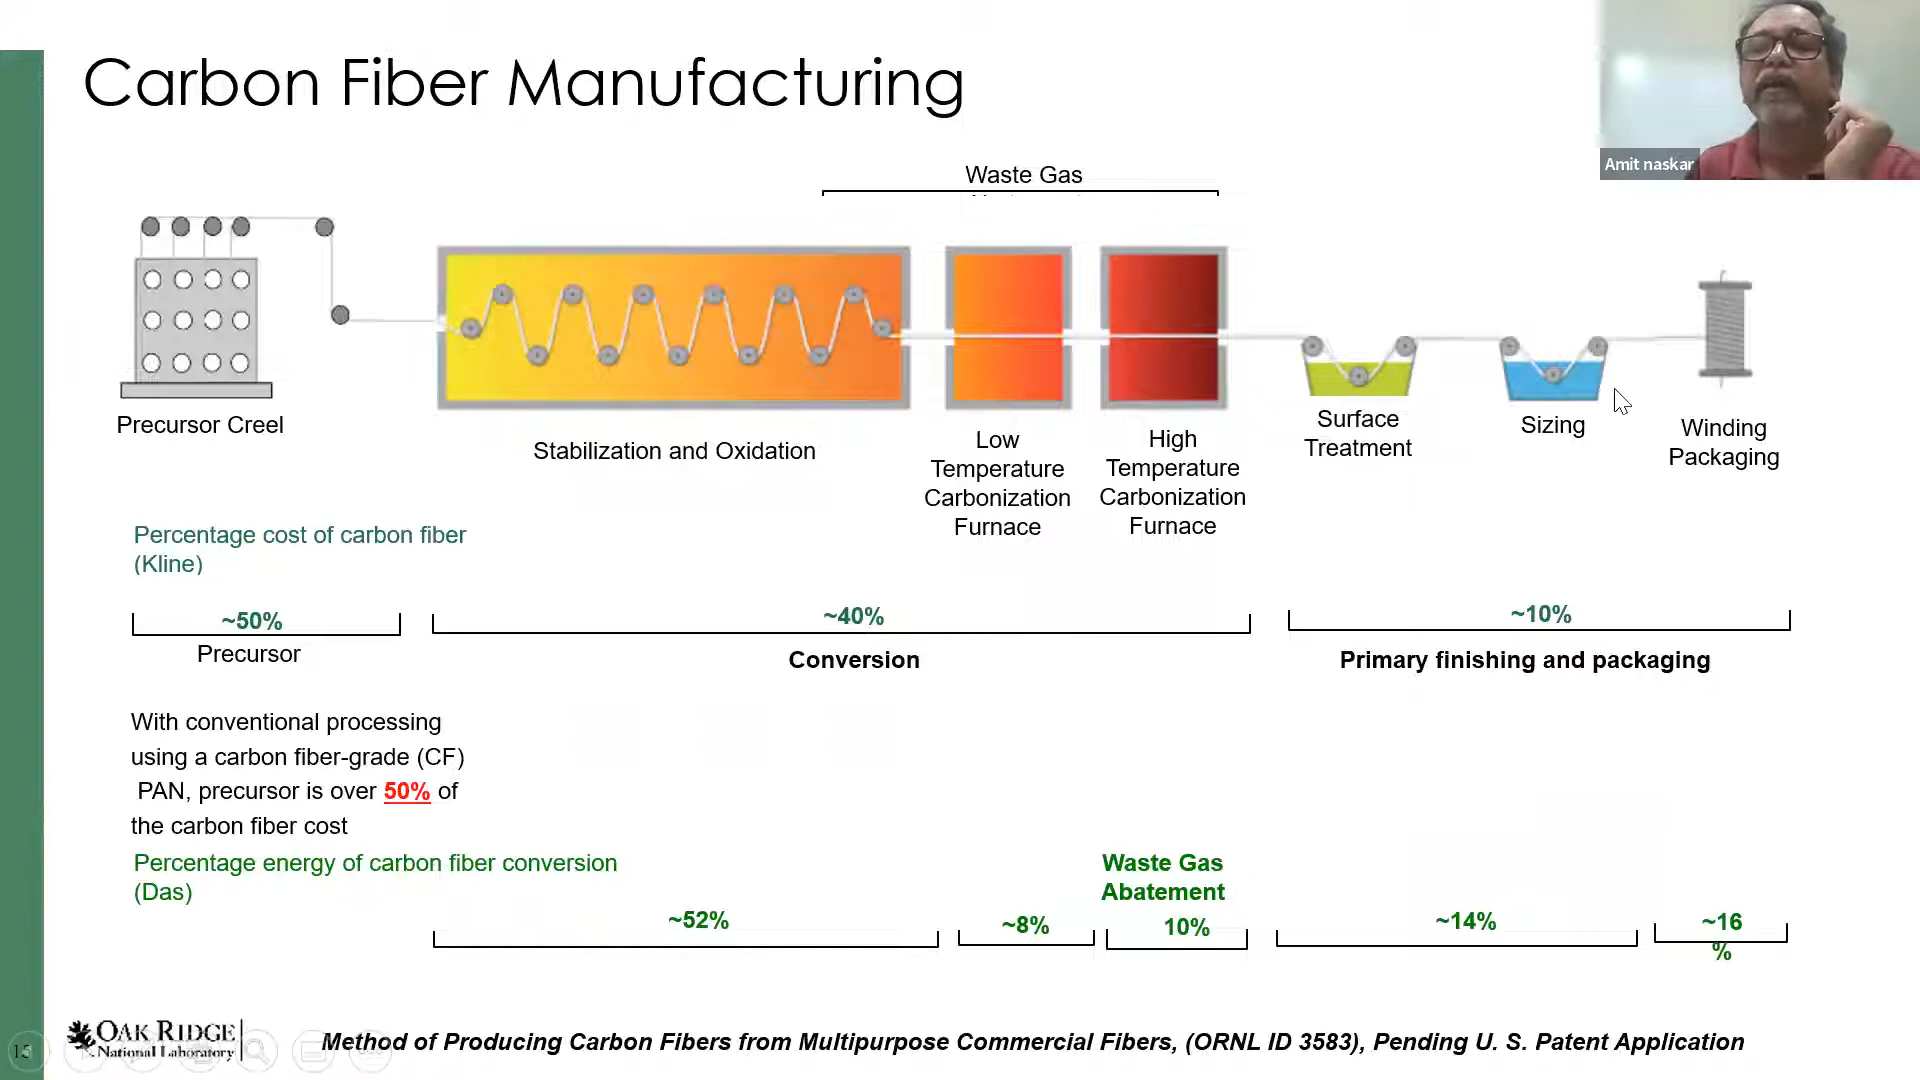 Carbon Fiber Manufacturing
Amit naskar
Waste Gas
Precursor Creel
Stabilization and Oxidation
Low
Temperature
Carbonization
Furnace
High
Temperature
Carbonization
Furnace
Surface
Treatment
Sizing
Winding
Packaging
Percentage cost of carbon fiber
(Kline)
~50%
~40%
~10%
Precursor
Conversion
Primary finishing and packaging
With conventional processing
using a carbon fiber-grade (CF)
PAN, precursor is over 50% of
the carbon fiber cost
Percentage energy of carbon fiber conversion
(Das)
Waste Gas
Abatement
~52%
~8%
10%
~14%
~16
%
15
OAK RIDGE
National Laboratory
Method of Producing Carbon Fibers from Multipurpose Commercial Fibers, (ORNL ID 3583), Pending U. S. Patent Application